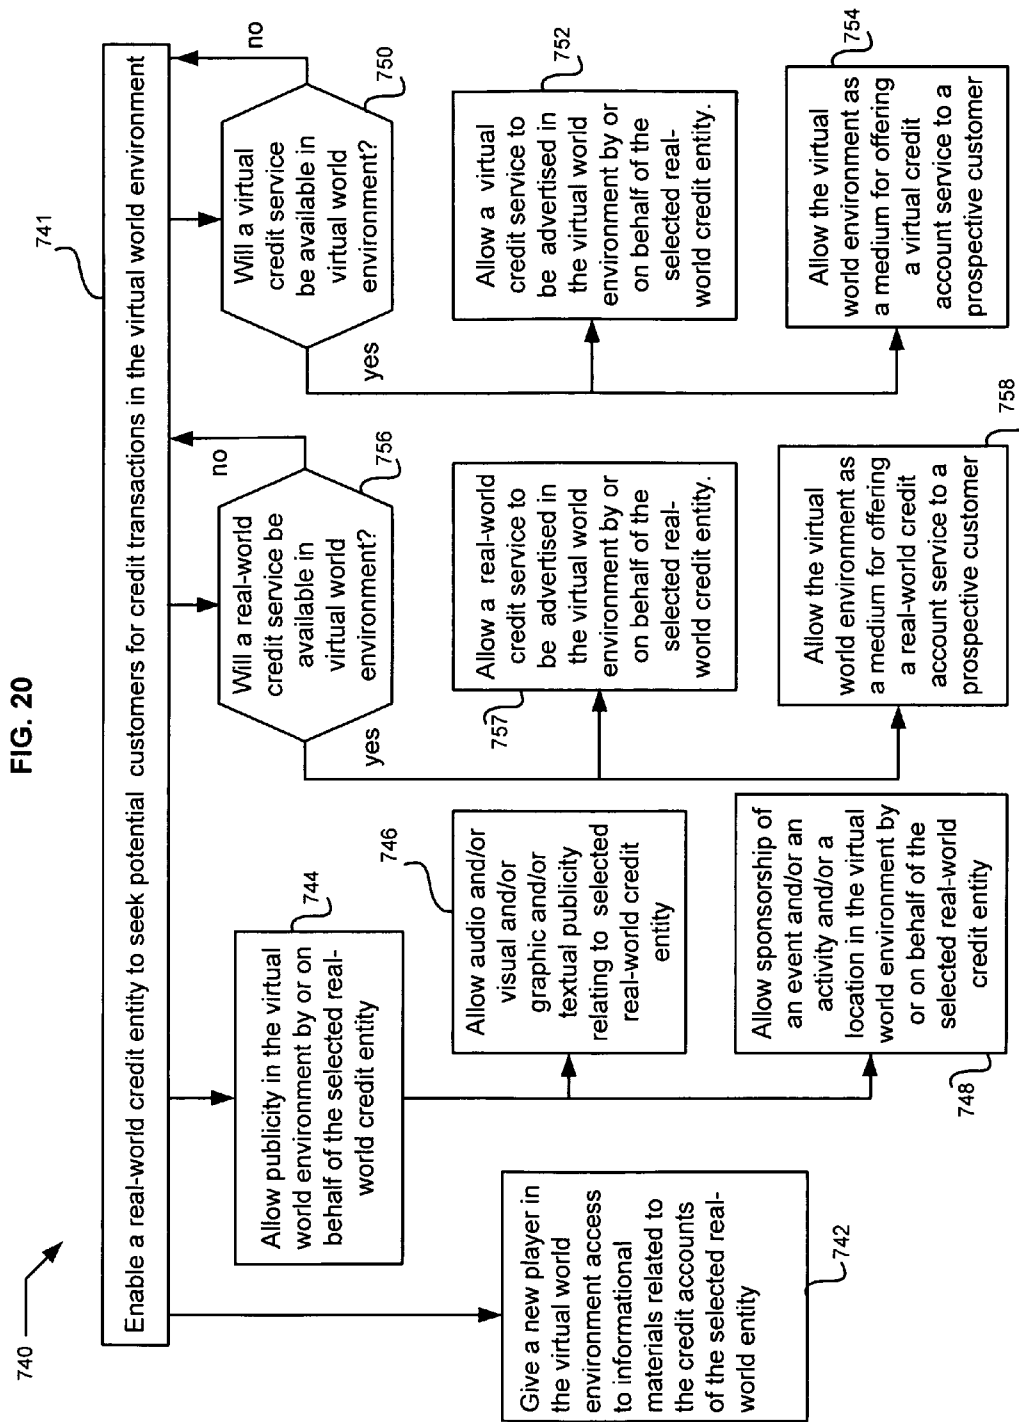 FIG. 20
740
741
Enable a real-world credit entity to seek potential customers for credit transactions in the virtual world environment
Give a new player in
the virtual world
environment access
to informational
materials related to
the credit accounts
of the selected real-
world entity
742
Allow publicity in the virtual
world environment by or on
behalf of the selected real-
world credit entity
744
Allow audio and/or
visual and/or
graphic and/or
textual publicity
relating to selected
real-world credit
entity
746
Allow sponsorship of
an event and/or an
activity and/or a
location in the virtual
world environment by
or on behalf of the
selected real-world
credit entity
748
Will a real-world
credit service be
available in
virtual world
environment?
756
no
yes
Allow a real-world
credit service to
be advertised in
the virtual world
environment by or
on behalf of the
selected real-
world credit entity.
757
Allow the virtual
world environment as
a medium for offering
a real-world credit
account service to a
prospective customer
758
Will a virtual
credit service
be available in
virtual world
environment?
750
no
yes
Allow a virtual
credit service to
be advertised in
the virtual world
environment by or
on behalf of the
selected real-
world credit entity.
752
Allow the virtual
world environment as
a medium for offering
a virtual credit
account service to a
prospective customer
754